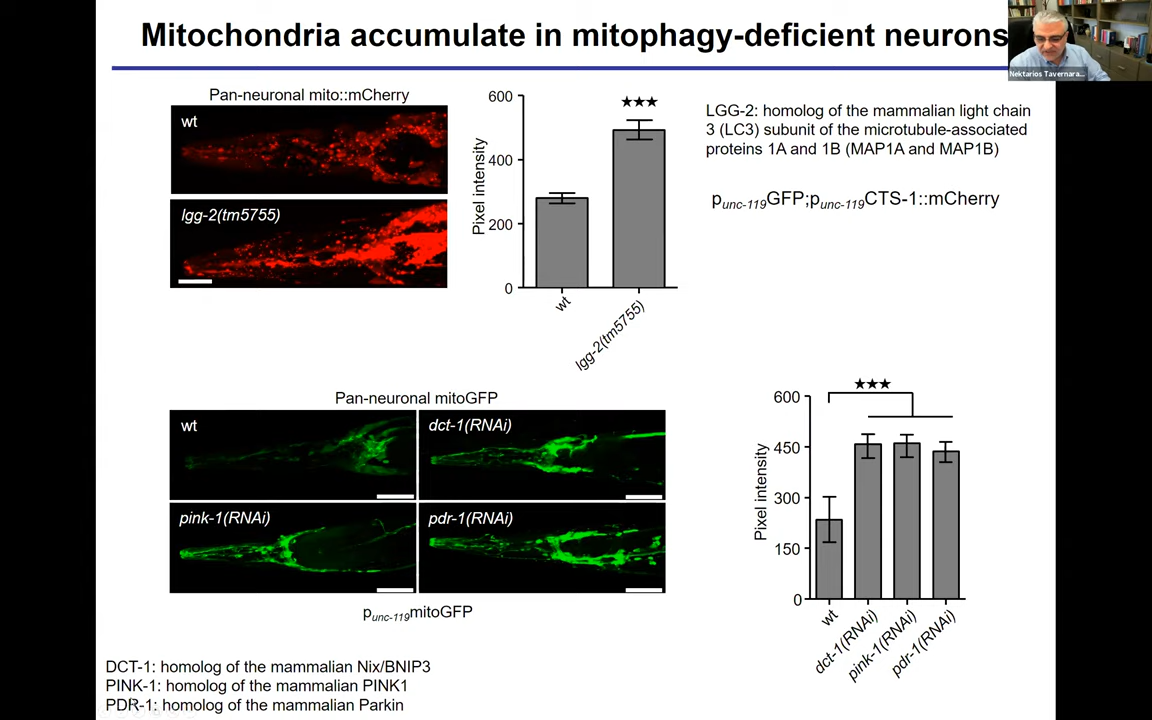 Mitochondria accumulate in mitophagy-deficient neurons
Nektarios Tavernara...
Pan-neuronal mito::mCherry
wt
lgg-2(tm5755)
600
400
200
0
Pixel intensity
★★★
wt
lgg-2(tm5755)
LGG-2: homolog of the mammalian light chain
3 (LC3) subunit of the microtubule-associated
proteins 1A and 1B (MAP1A and MAP1B)
punc-119GFP;punc-119CTS-1::mCherry
Pan-neuronal mitoGFP
wt
dct-1(RNAi)
pink-1(RNAi)
pdr-1(RNAi)
punc-119mitoGFP
600
450
300
150
0
Pixel intensity
★★★
wt
dct-1(RNAi)
pink-1(RNAi)
pdr-1(RNAi)
DCT-1: homolog of the mammalian Nix/BNIP3
PINK-1: homolog of the mammalian PINK1
PDR-1: homolog of the mammalian Parkin